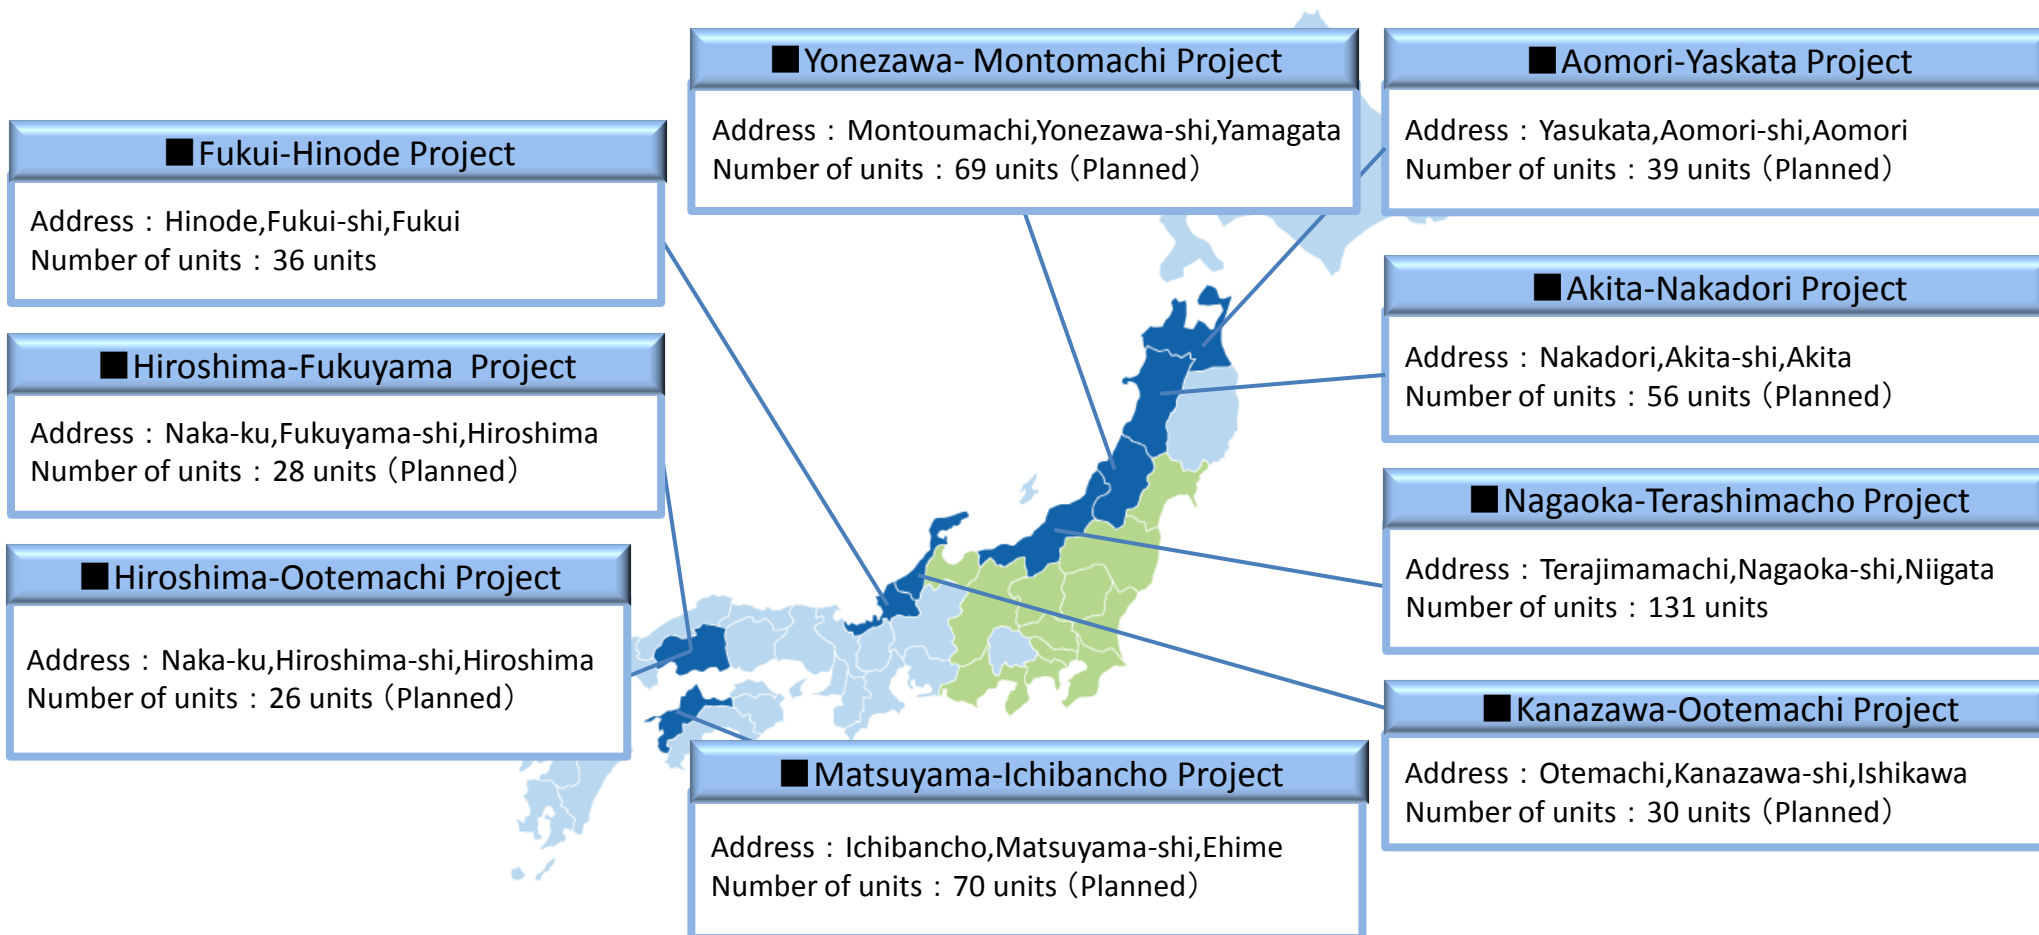 ■Yonezawa- Montomachi Project
Address：Montoumachi,Yonezawa-shi,Yamagata
Number of units：69 units（Planned）
■Aomori-Yaskata Project
Address：Yasukata,Aomori-shi,Aomori
Number of units：39 units（Planned）
■Fukui-Hinode Project
Address：Hinode,Fukui-shi,Fukui
Number of units：36 units
■Akita-Nakadori Project
Address：Nakadori,Akita-shi,Akita
Number of units：56 units（Planned）
■Hiroshima-Fukuyama  Project
Address：Naka-ku,Fukuyama-shi,Hiroshima
Number of units：28 units（Planned）
■Nagaoka-Terashimacho Project
Address：Terajimamachi,Nagaoka-shi,Niigata
Number of units：131 units
■Hiroshima-Ootemachi Project
Address：Naka-ku,Hiroshima-shi,Hiroshima
Number of units：26 units（Planned）
■Kanazawa-Ootemachi Project
Address：Otemachi,Kanazawa-shi,Ishikawa
Number of units：30 units（Planned）
■Matsuyama-Ichibancho Project
Address：Ichibancho,Matsuyama-shi,Ehime
Number of units：70 units（Planned）